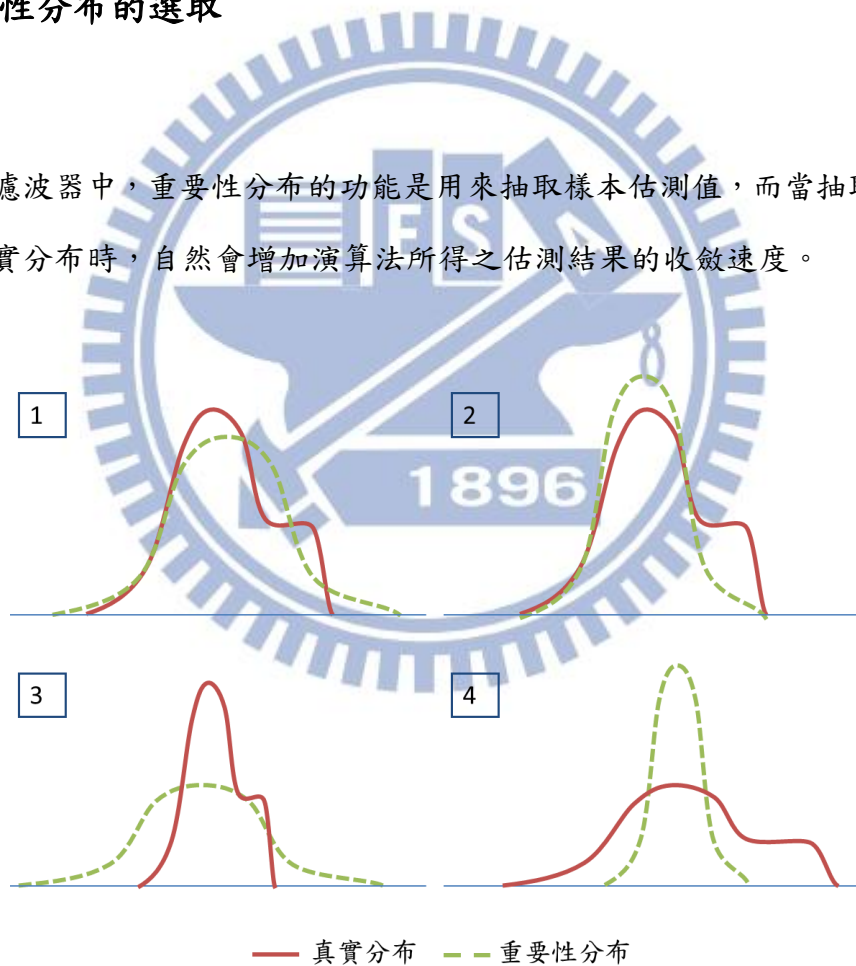 性分布的選取
濾波器中，重要性分布的功能是用來抽取樣本估測值，而當抽
實分布時，自然會增加演算法所得之估測結果的收斂速度。
E S A
1 2
1896
3 4
真實分布 重要性分布